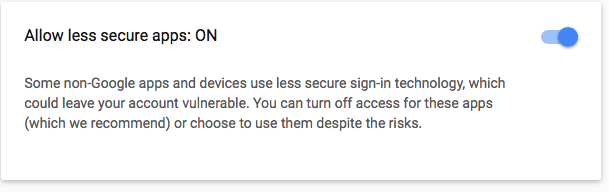 Allow less secure apps: ON
Some non-Google apps and devices use less secure sign-in technology, which
could leave your account vulnerable. You can turn off access for these apps
(which we recommend) or choose to use them despite the risks.